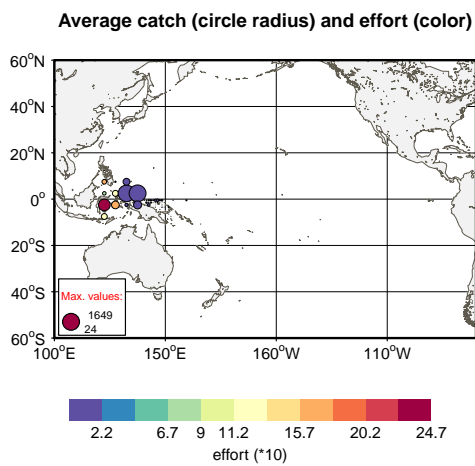 Average catch (circle radius) and effort (color)
60°N
40°N
20°N
0°
20°S
40°S
60°S
Max. values:
1649
24
100°E 150°E 160°W 110°W
2.2 6.7 9 11.2 15.7 20.2 24.7
effort (*10)